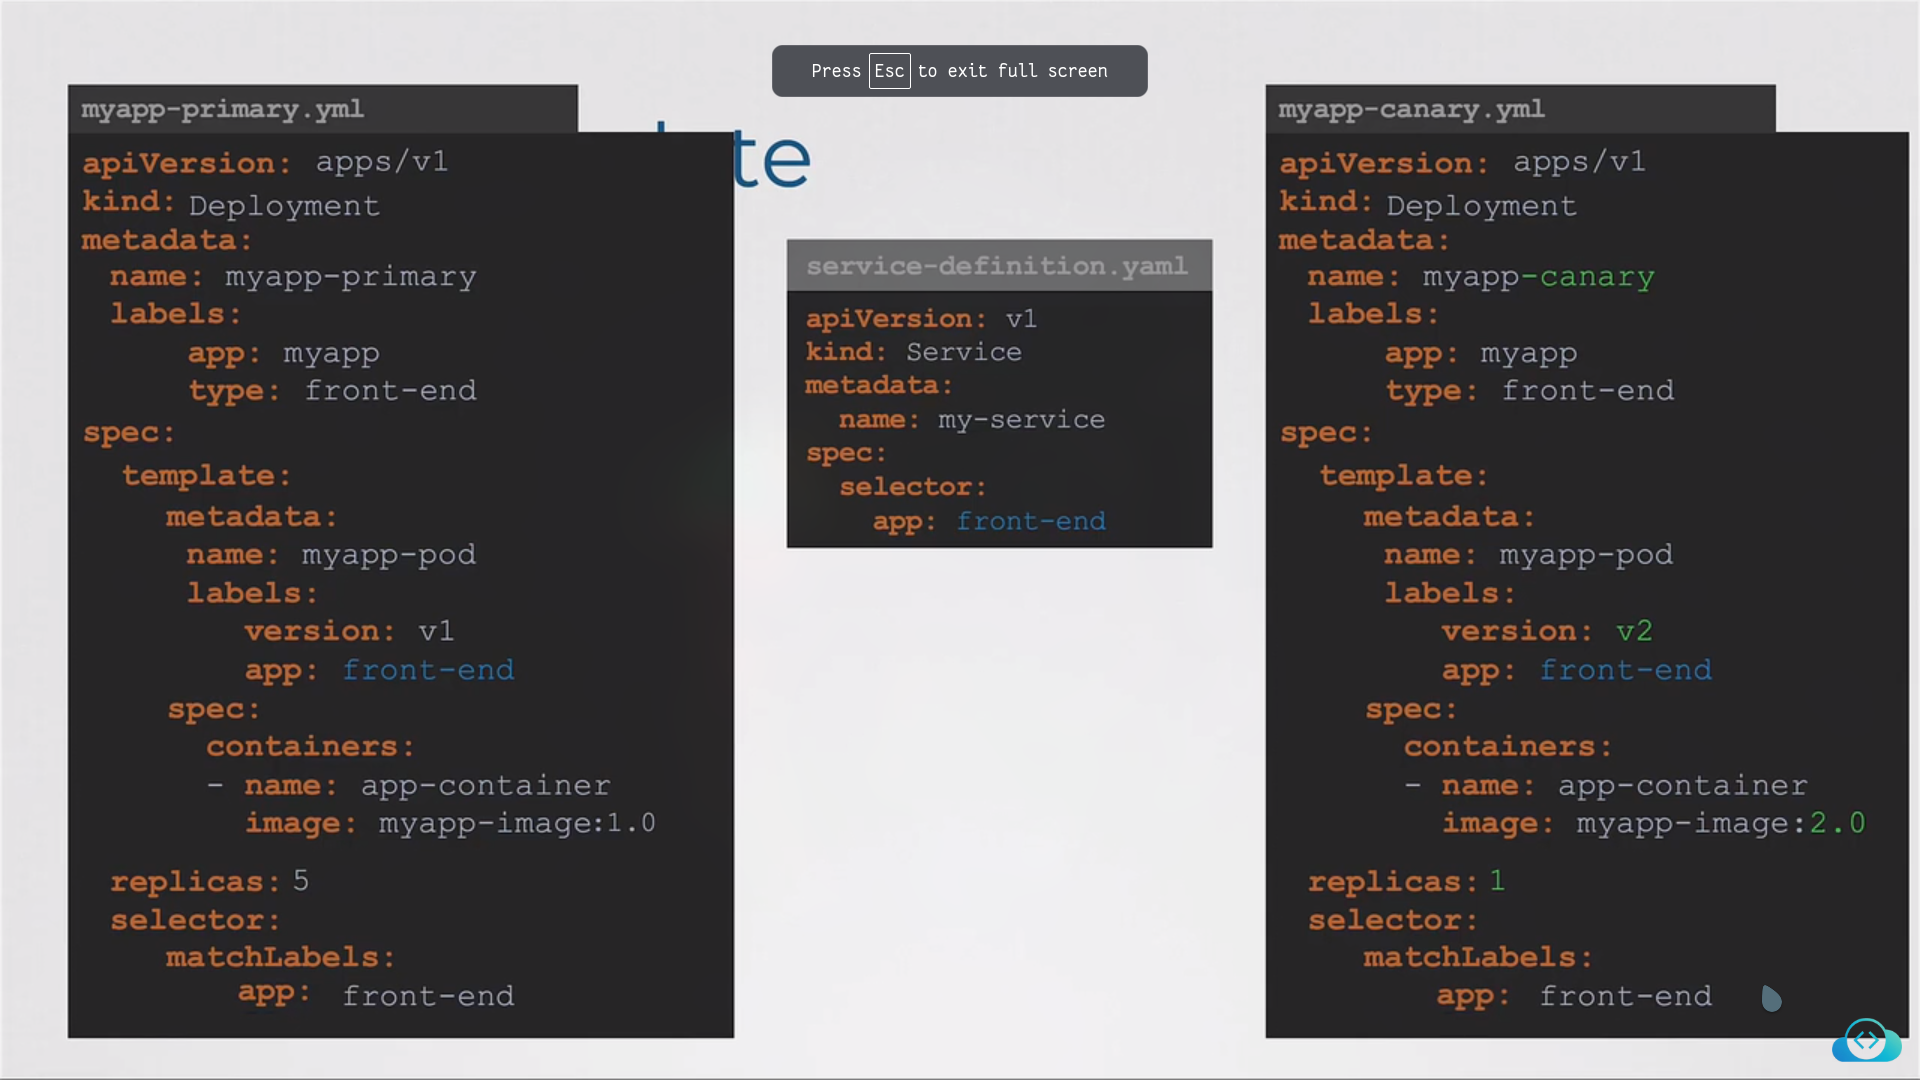 Press Esc to exit full screen
te
myapp-primary.yml
apiVersion: apps/v1
kind: Deployment
metadata:
name: myapp-primary
labels:
app: myapp
type: front-end
spec:
template:
metadata:
name: myapp-pod
labels:
version: v1
app: front-end
spec:
containers:
- name: app-container
image: myapp-image:1.0
replicas: 5
selector:
matchLabels:
app: front-end
service-definition.yaml
apiVersion: v1
kind: Service
metadata:
name: my-service
spec:
selector:
app: front-end
myapp-canary.yml
apiVersion: apps/v1
kind: Deployment
metadata:
name: myapp-canary
labels:
app: myapp
type: front-end
spec:
template:
metadata:
name: myapp-pod
labels:
version: v2
app: front-end
spec:
containers:
- name: app-container
image: myapp-image:2.0
replicas: 1
selector:
matchLabels:
app: front-end